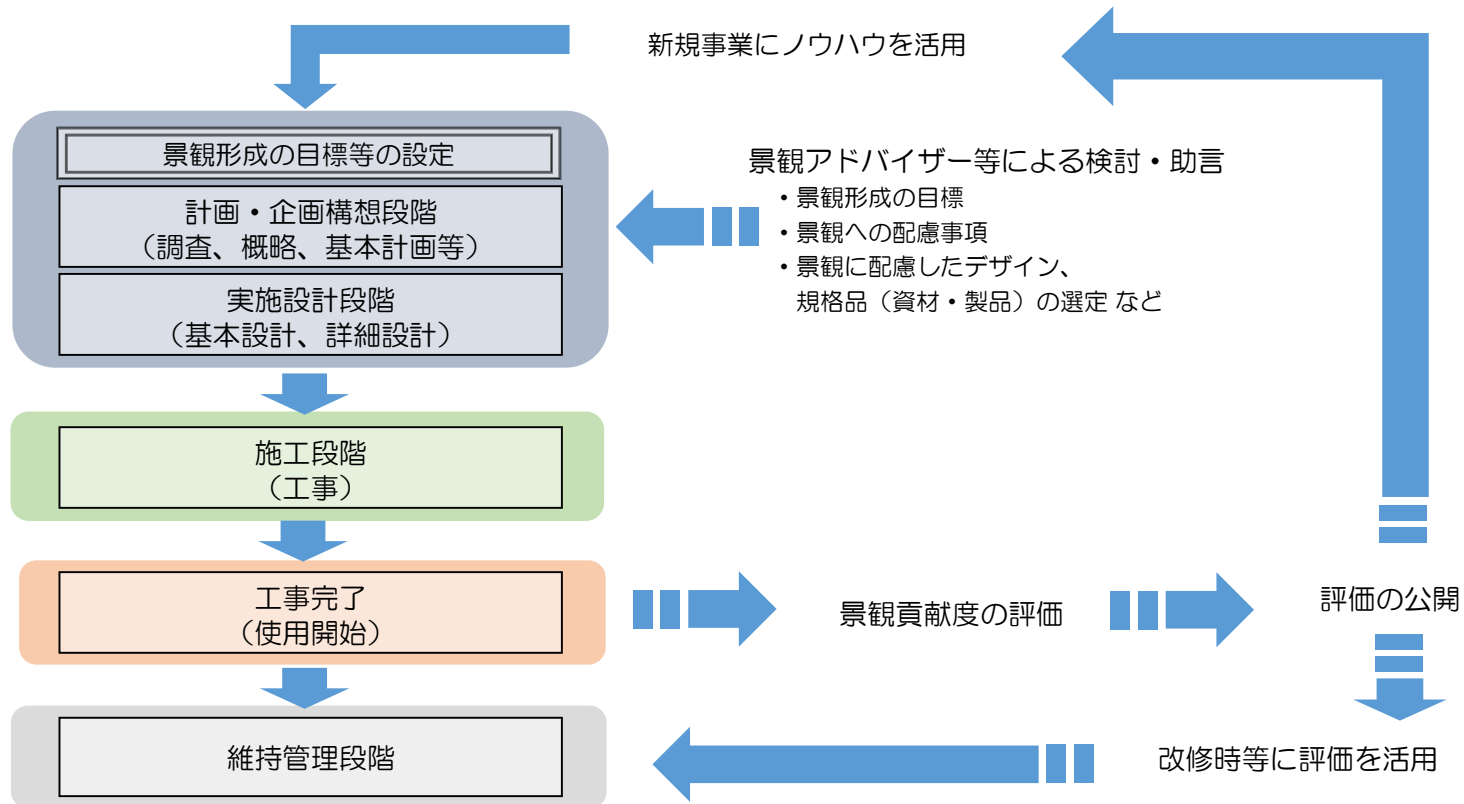 新規事業にノウハウを活用
景観形成の目標等の設定
計画・企画構想段階
（調査、概略、基本計画等）
実施設計段階
（基本設計、詳細設計）
景観アドバイザー等による検討・助言
・景観形成の目標
・景観への配慮事項
・景観に配慮したデザイン、
規格品（資材・製品）の選定 など
施工段階
（工事）
工事完了
（使用開始）
景観貢献度の評価
評価の公開
維持管理段階
改修時等に評価を活用